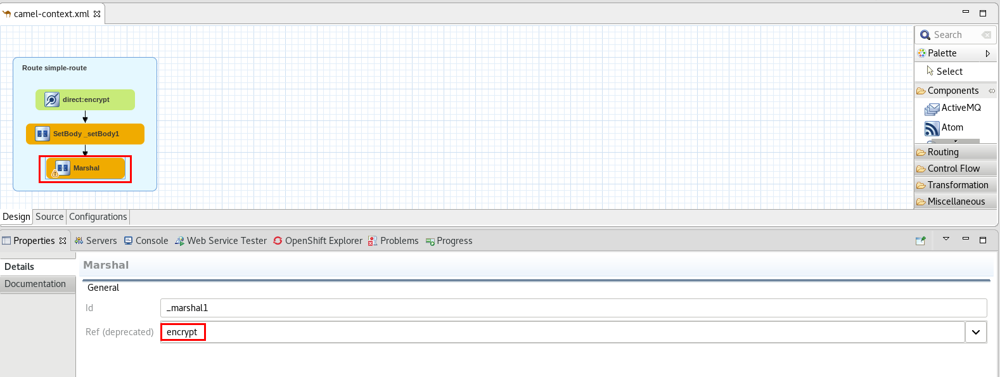 camel-context.xml
Search
Palette
Select
Components
ActiveMQ
Atom
Routing
Control Flow
Transformation
Miscellaneous
Route simple-route
direct:encrypt
SetBody _setBody1
Marshal
Design Source Configurations
Properties Servers Console Web Service Tester OpenShift Explorer Problems Progress
Details
Documentation
Marshal
General
Id _marshal1
Ref (deprecated) encrypt